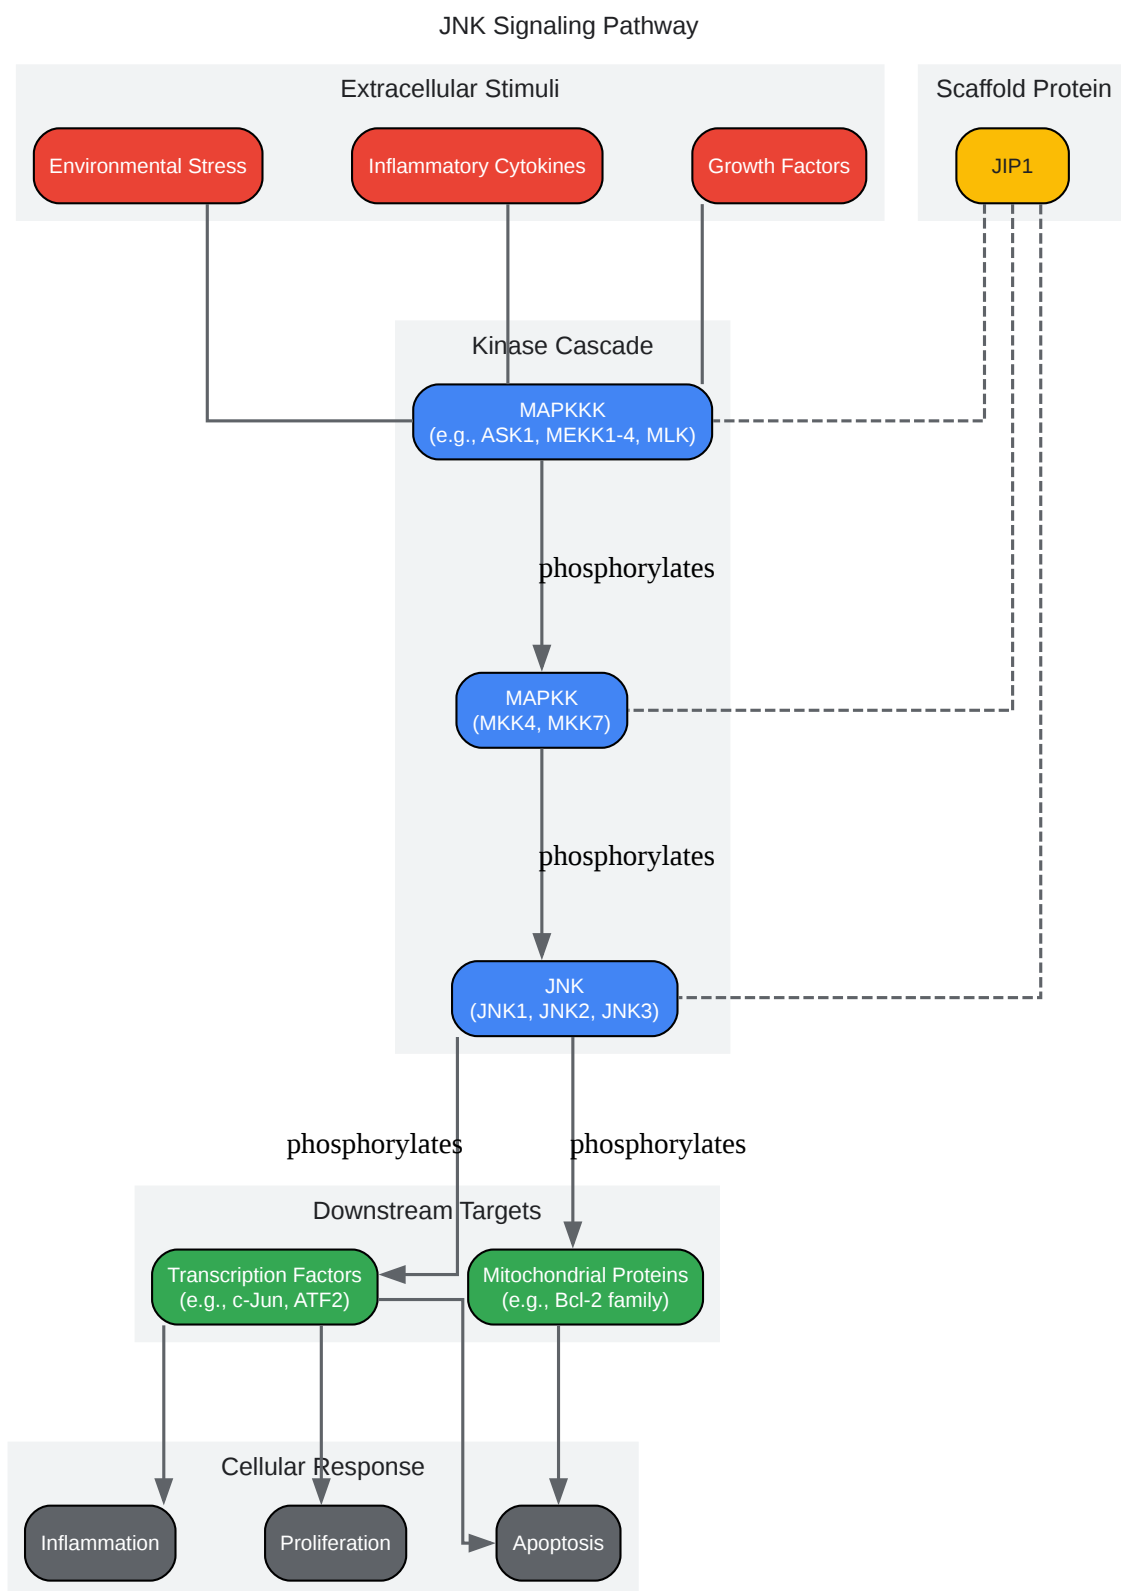 JNK Signaling Pathway
Extracellular Stimuli
Scaffold Protein
Environmental Stress
Inflammatory Cytokines
Growth Factors
JIP1
Kinase Cascade
MAPKKK
(e.g., ASK1, MEKK1-4, MLK)
phosphorylates
MAPKK
(MKK4, MKK7)
phosphorylates
JNK
(JNK1, JNK2, JNK3)
phosphorylates
phosphorylates
Downstream Targets
Transcription Factors
(e.g., c-Jun, ATF2)
Mitochondrial Proteins
(e.g., Bcl-2 family)
Cellular Response
Inflammation
Proliferation
Apoptosis